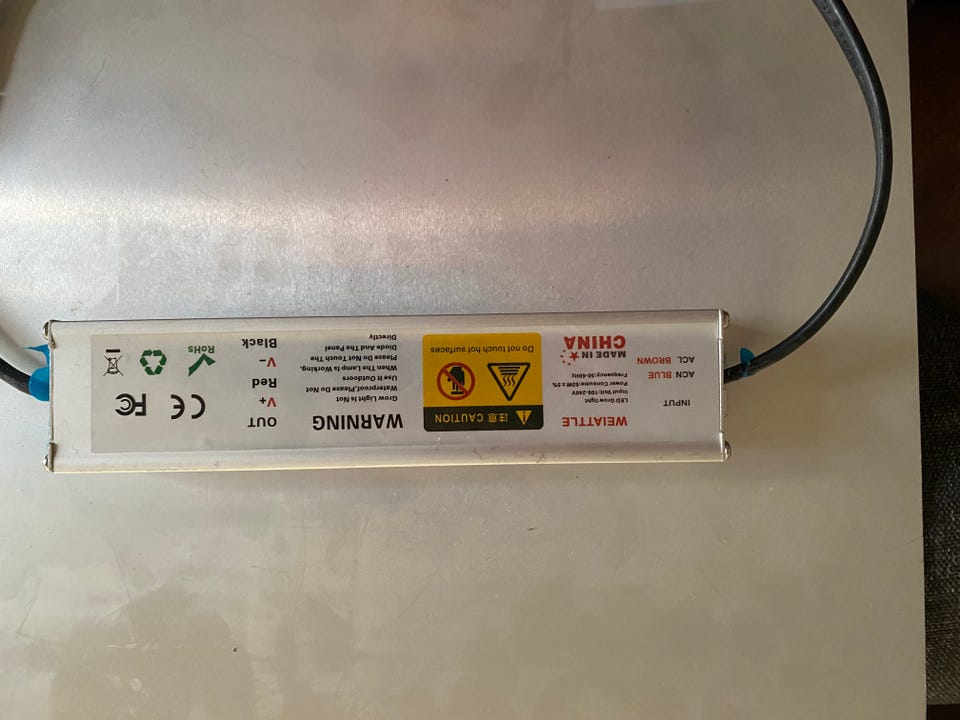 INPUT
ACN BLUE
ACL BROWN
WEIATTLE
LED Grow light
Input Volt:100-240V
Power Consume:65W±5%
Frequency:50-60Hz
MADE IN
CHINA
注意 CAUTION
Do not touch hot surfaces
WARNING
Grow Light Is Not
Waterproof,Please Do Not
Use It Outdoors
When The Lamp Is Working.
Please Do Not Touch The
Diode And The Panel
Directly
OUT
V+
Red
V-
Black
CE FC
RoHS